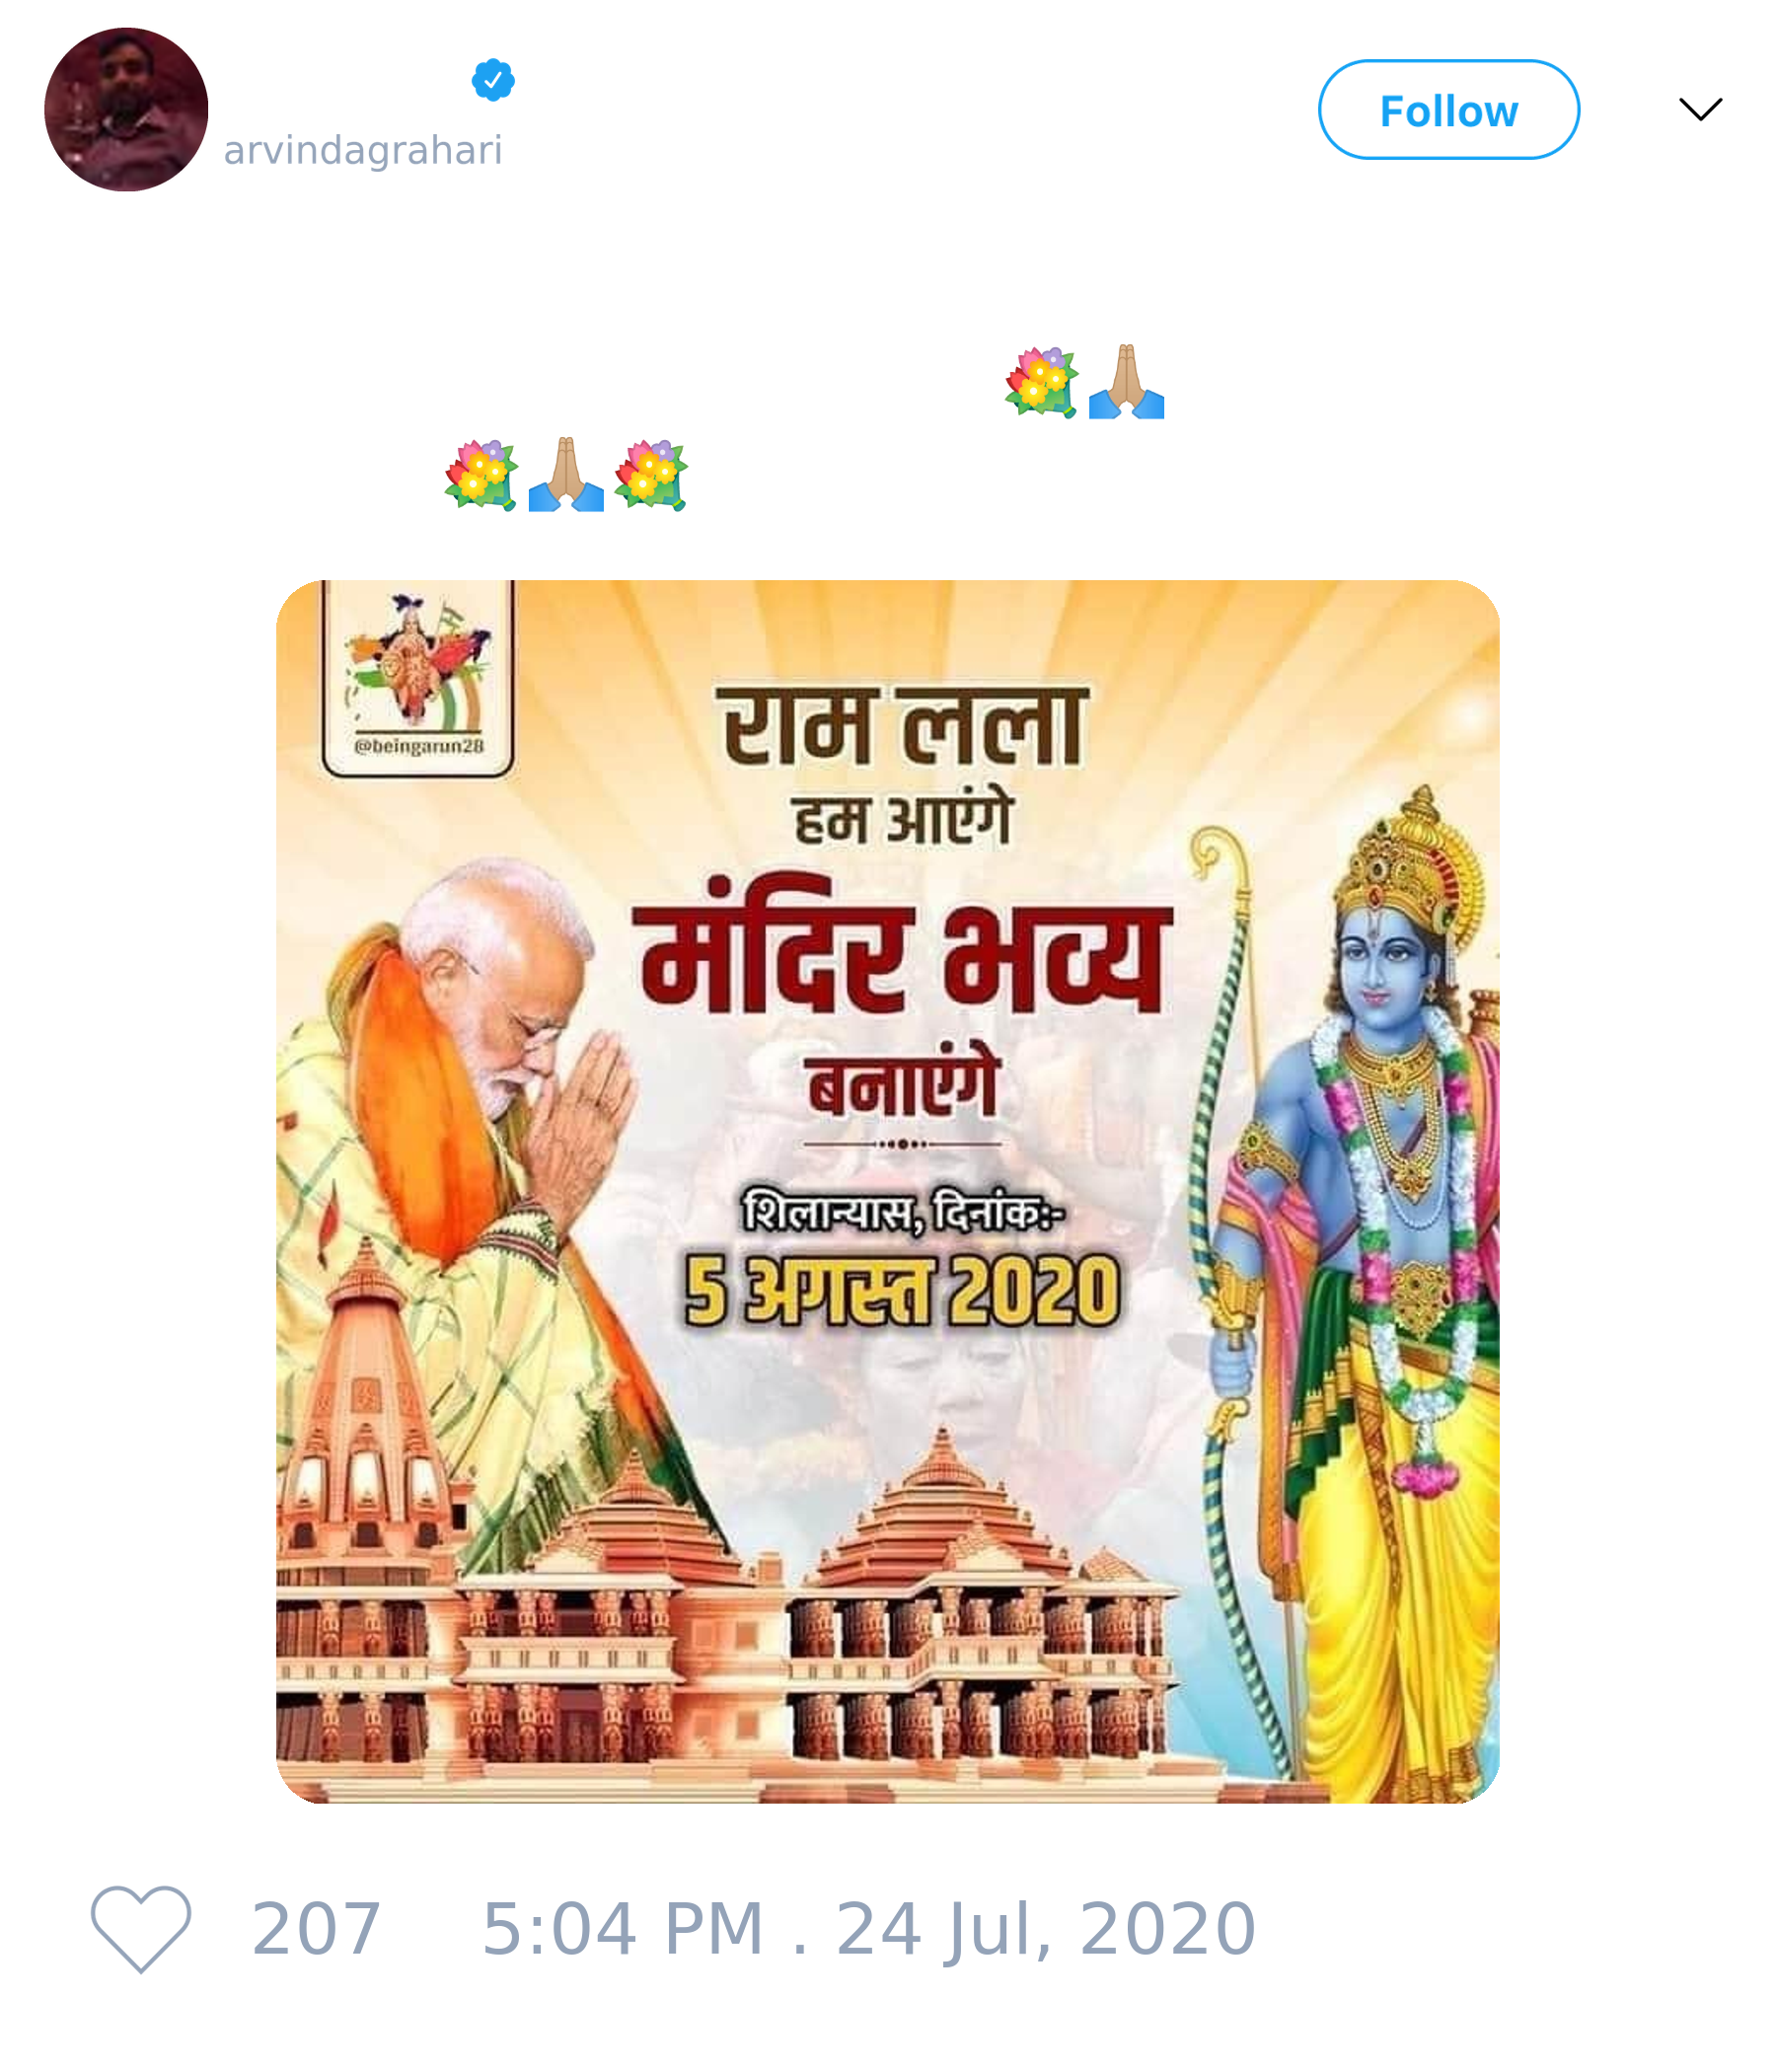 arvindagrahari
Follow
@beingarun28
राम लला
हम आएंगे
मंदिर भव्य
बनाएंगे
शिलान्यास, दिनांक:-
5 अगस्त 2020
207 5:04 PM . 24 Jul, 2020